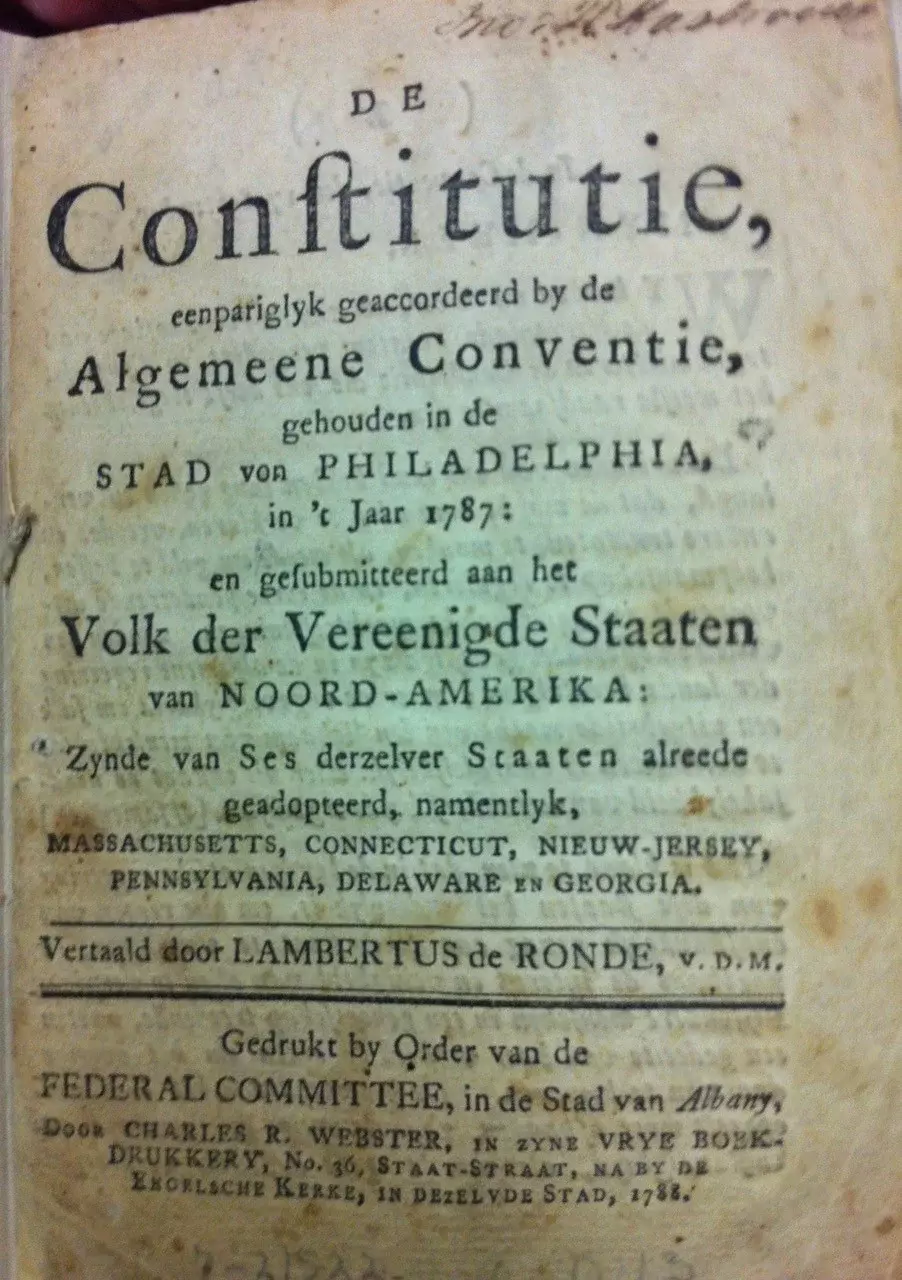 DE
Conſtitutie,
eenpariglyk geaccordeerd by de
Algemeene Conventie,
gehouden in de
STAD von PHILADELPHIA,
in 't Jaar 1787:
en geſubmitteerd aan het
Volk der Vereenigde Staaten
van NOORD-AMERIKA:
Zynde van Ses derzelver Staaten alreede
geadopteerd, namentlyk,
MASSACHUSETTS, CONNECTICUT, NIEUW-JERSEY,
PENNSYLVANIA, DELAWARE EN GEORGIA.
Vertaald door LAMBERTUS de RONDE, V. D. M.
Gedrukt by Order van de
FEDERAL COMMITTEE, in de Stad van Albany,
DOOR CHARLES R. WEBSTER, IN ZYNE VRYE BOEK-
DRUKKERY, No. 36, STAAT-STRAAT, NA BY DE
ENGELSCHE KERKE, IN DEZELVDE STAD, 1788.